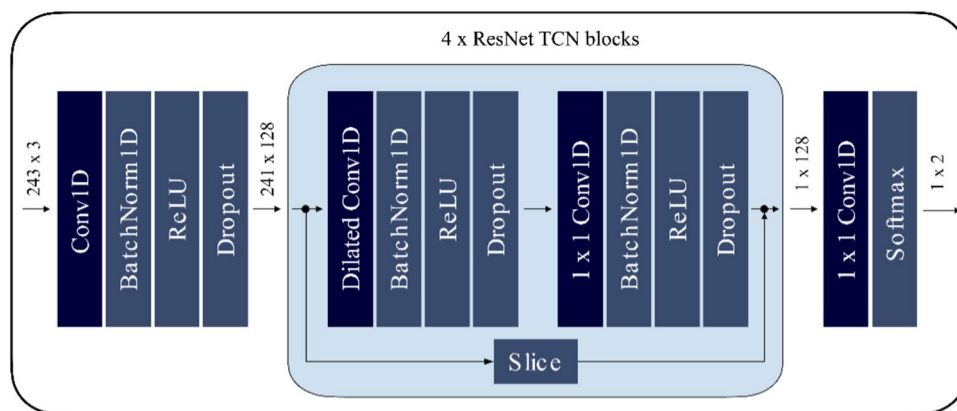 4 x ResNet TCN blocks
243 x 3
Conv1D
BatchNorm1D
ReLU
Dropout
241 x 128
Dilated Conv1D
BatchNorm1D
ReLU
Dropout
1 x 1 Conv1D
BatchNorm1D
ReLU
Dropout
1 x 128
1 x 1 Conv1D
Softmax
1 x 2
Slice